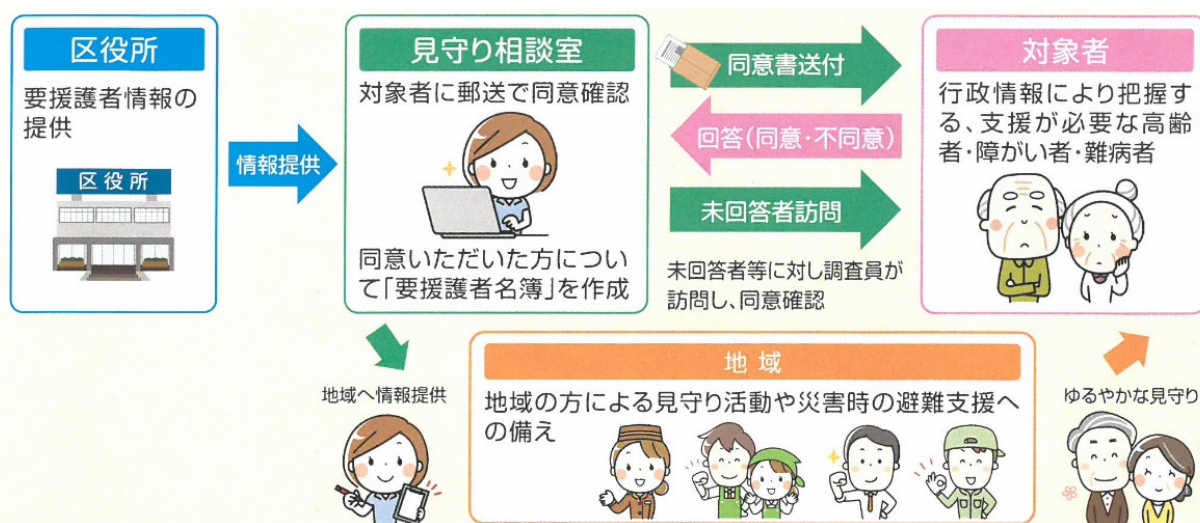 区役所
要援護者情報の
提供
区役所
情報提供
見守り相談室
対象者に郵送で同意確認
同意いただいた方につい
て「要援護者名簿」を作成
同意書送付
回答(同意・不同意)
未回答者訪問
未回答者等に対し調査員が
訪問し、同意確認
対象者
行政情報により把握す
る、支援が必要な高齢
者・障がい者・難病者
地域へ情報提供
地域
地域の方による見守り活動や災害時の避難支援へ
の備え
ゆるやかな見守り